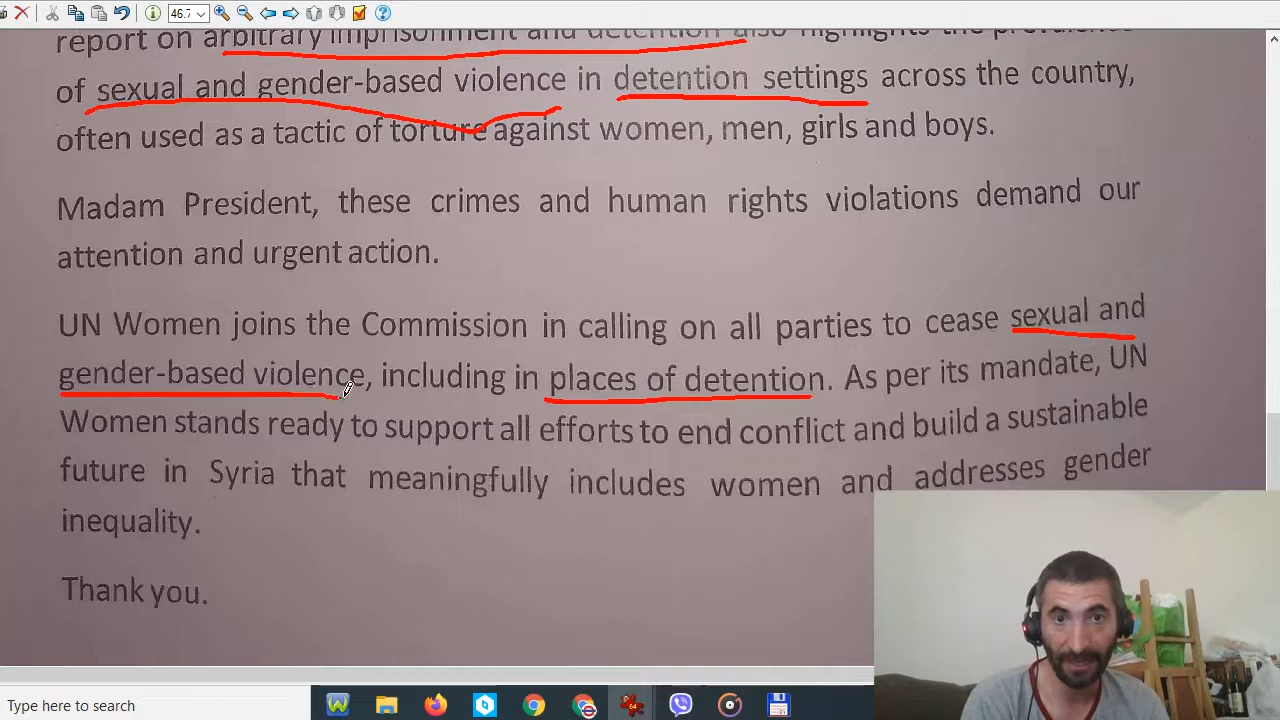 46.7
report on arbitrary imprisonment and detention also highlights the prevalence
of sexual and gender-based violence in detention settings across the country,
often used as a tactic of torture against women, men, girls and boys.
Madam President, these crimes and human rights violations demand our
attention and urgent action.
UN Women joins the Commission in calling on all parties to cease sexual and
gender-based violence, including in places of detention. As per its mandate, UN
Women stands ready to support all efforts to end conflict and build a sustainable
future in Syria that meaningfully includes women and addresses gender
inequality.
Thank you.
Type here to search
64